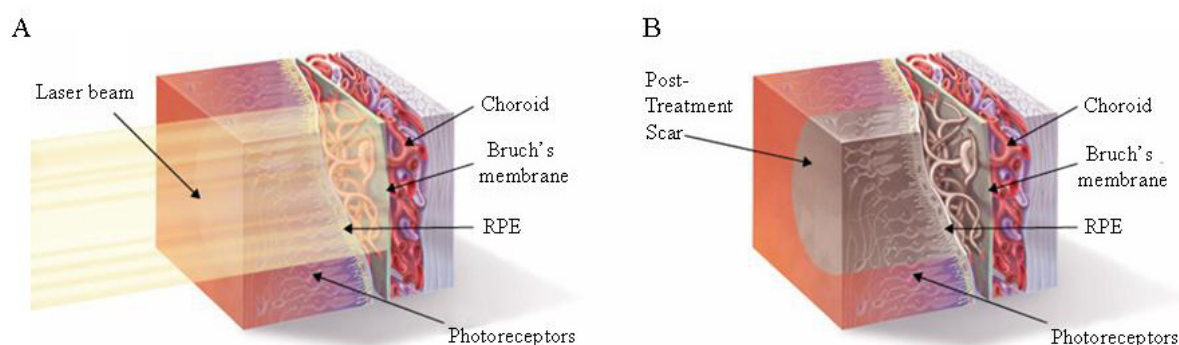 A
Laser beam
Choroid
Bruch's
membrane
RPE
Photoreceptors
B
Post-
Treatment
Scar
Choroid
Bruch's
membrane
RPE
Photoreceptors